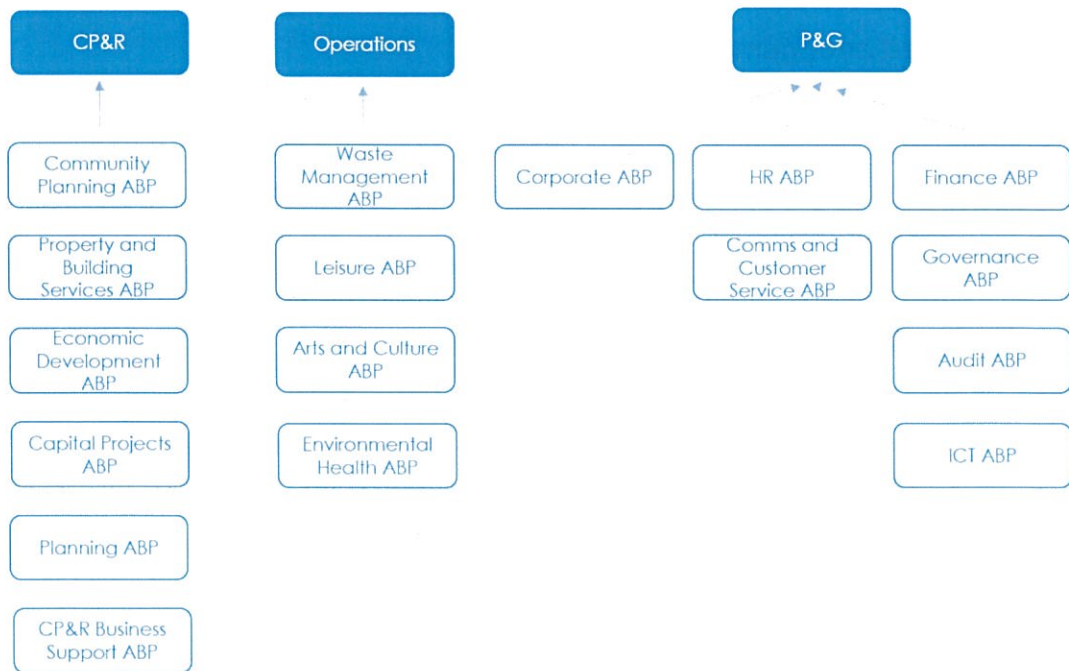 CP&R
Operations
P&G
Community
Planning ABP
Waste
Management
ABP
Corporate ABP
HR ABP
Finance ABP
Property and
Building
Services ABP
Leisure ABP
Comms and
Customer
Service ABP
Governance
ABP
Economic
Development
ABP
Arts and Culture
ABP
Audit ABP
Capital Projects
ABP
Environmental
Health ABP
ICT ABP
Planning ABP
CP&R Business
Support ABP